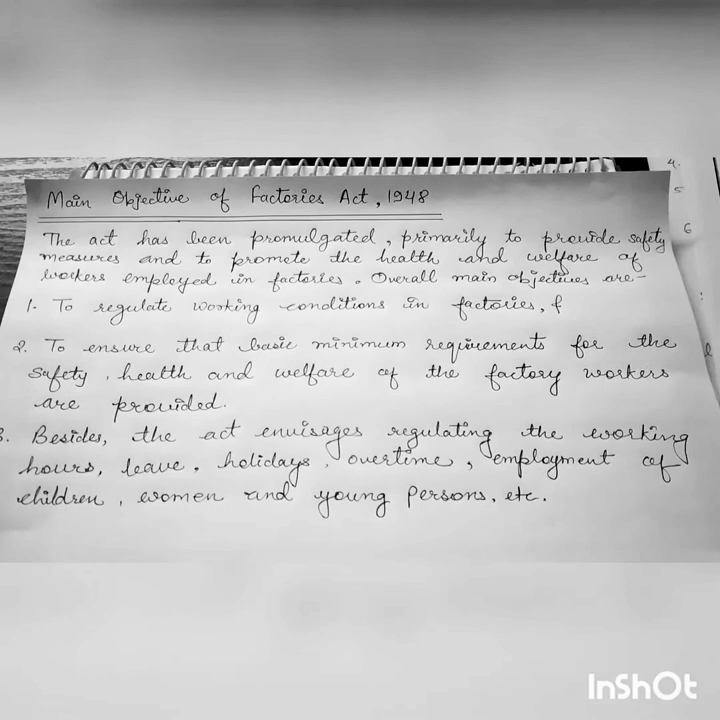 Main Objective of Factories Act, 1948
The act has been promulgated, primarily to provide safety
measures and to promote the health and welfare of
workers employed in factories. Overall main objectives are-
1. To regulate working conditions in factories, &
2. To ensure that basic minimum requirements for the
safety, health and welfare of the factory workers
are provided.
3. Besides, the act envisages regulating the working
hours, leave, holidays, overtime, employment of
children, women and young Persons, etc.
4.
5
6
InShOt